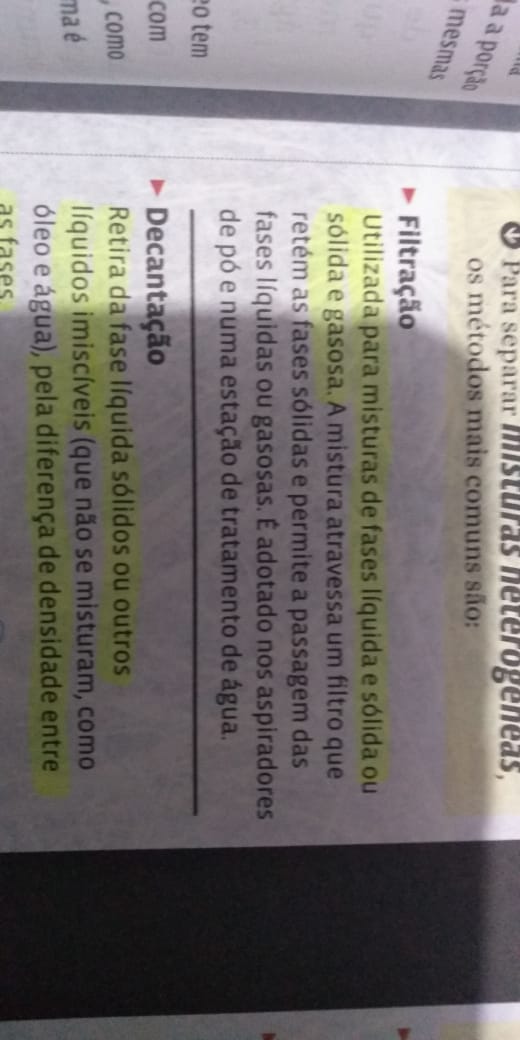 la a porção
mesmas
eo tem
com
, como
ma é
Para separar misturas heterogêneas,
os métodos mais comuns são:
Filtração
Utilizada para misturas de fases líquida e sólida ou
sólida e gasosa. A mistura atravessa um filtro que
retém as fases sólidas e permite a passagem das
fases líquidas ou gasosas. É adotado nos aspiradores
de pó e numa estação de tratamento de água.
Decantação
Retira da fase líquida sólidos ou outros
líquidos imiscíveis (que não se misturam, como
óleo e água), pela diferença de densidade entre
as fases.